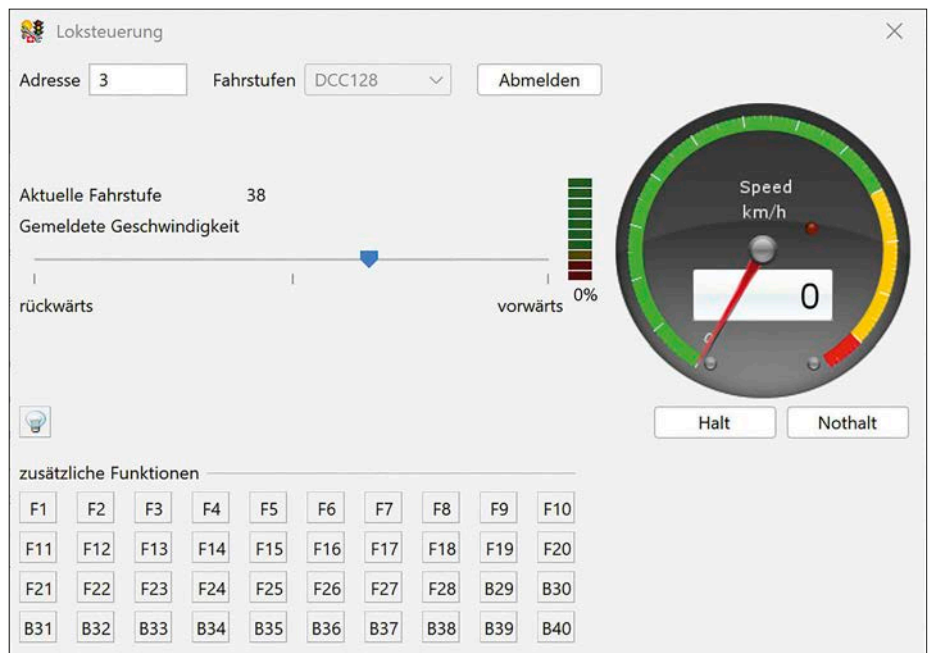 Loksteuerung
Adresse 3 Fahrstufen DCC128 Abmelden
Speed
km/h
0
0
Aktuelle Fahrstufe 38
Gemeldete Geschwindigkeit
rückwärts vorwärts 0%
Halt Nothalt
zusätzliche Funktionen
F1 F2 F3 F4 F5 F6 F7 F8 F9 F10
F11 F12 F13 F14 F15 F16 F17 F18 F19 F20
F21 F22 F23 F24 F25 F26 F27 F28 B29 B30
B31 B32 B33 B34 B35 B36 B37 B38 B39 B40